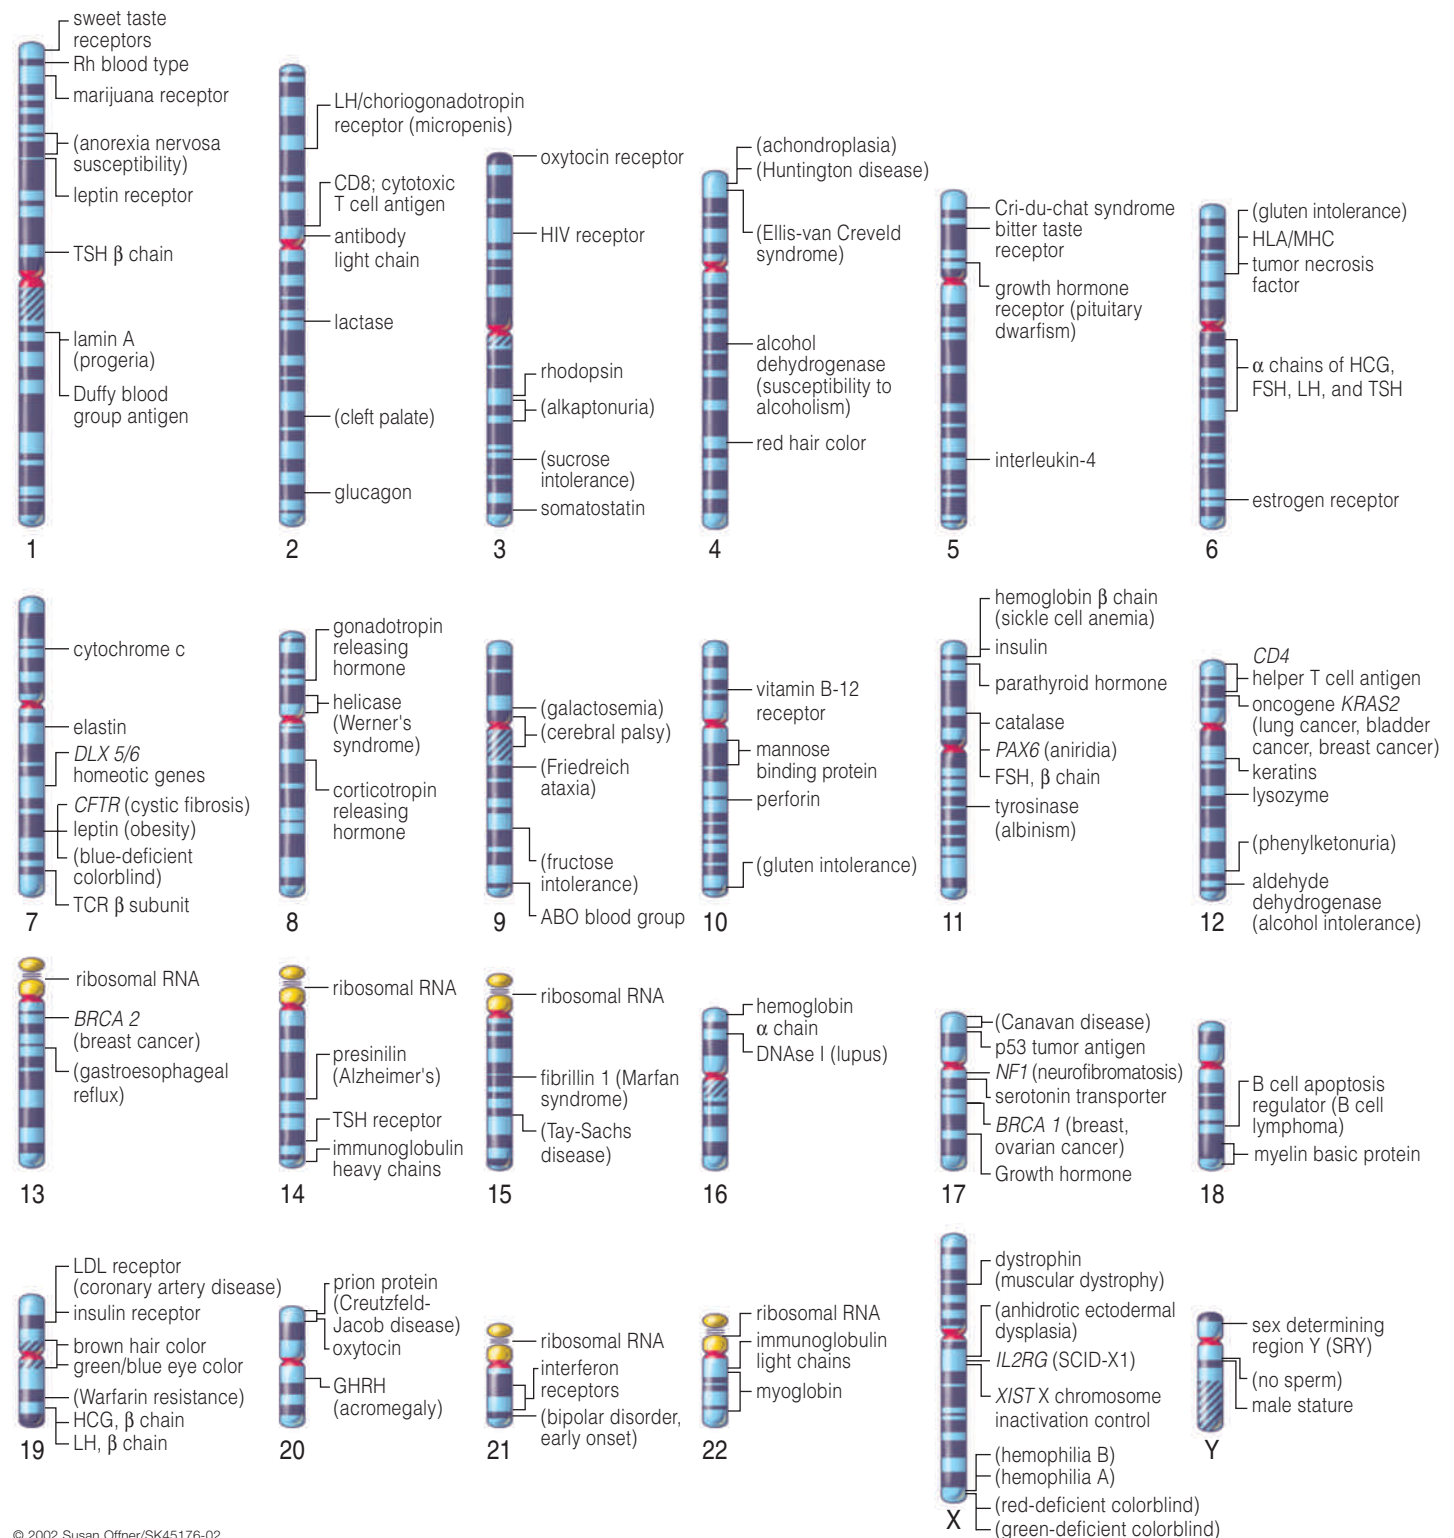 sweet taste
receptors
Rh blood type
marijuana receptor
(anorexia nervosa
susceptibility)
leptin receptor
TSH β chain
lamin A
(progeria)
Duffy blood
group antigen
1
LH/choriogonadotropin
receptor (micropenis)
CD8; cytotoxic
T cell antigen
antibody
light chain
lactase
(cleft palate)
glucagon
2
oxytocin receptor
HIV receptor
rhodopsin
(alkaptonuria)
(sucrose
intolerance)
somatostatin
3
(achondroplasia)
(Huntington disease)
(Ellis-van Creveld
syndrome)
alcohol
dehydrogenase
(susceptibility to
alcoholism)
red hair color
4
Cri-du-chat syndrome
bitter taste
receptor
growth hormone
receptor (pituitary
dwarfism)
interleukin-4
5
(gluten intolerance)
HLA/MHC
tumor necrosis
factor
α chains of HCG,
FSH, LH, and TSH
estrogen receptor
6
cytochrome c
elastin
DLX 5/6
homeotic genes
CFTR (cystic fibrosis)
leptin (obesity)
(blue-deficient
colorblind)
TCR β subunit
7
gonadotropin
releasing
hormone
helicase
(Werner's
syndrome)
corticotropin
releasing
hormone
8
(galactosemia)
(cerebral palsy)
(Friedreich
ataxia)
(fructose
intolerance)
ABO blood group
9
vitamin B-12
receptor
mannose
binding protein
perforin
(gluten intolerance)
10
hemoglobin β chain
(sickle cell anemia)
insulin
parathyroid hormone
catalase
PAX6 (aniridia)
FSH, β chain
tyrosinase
(albinism)
11
CD4
helper T cell antigen
oncogene KRAS2
(lung cancer, bladder
cancer, breast cancer)
keratins
lysozyme
(phenylketonuria)
aldehyde
dehydrogenase
(alcohol intolerance)
12
ribosomal RNA
BRCA 2
(breast cancer)
(gastroesophageal
reflux)
13
ribosomal RNA
presinilin
(Alzheimer's)
TSH receptor
immunoglobulin
heavy chains
14
ribosomal RNA
fibrillin 1 (Marfan
syndrome)
(Tay-Sachs
disease)
15
hemoglobin
α chain
DNAse I (lupus)
16
(Canavan disease)
p53 tumor antigen
NF1 (neurofibromatosis)
serotonin transporter
BRCA 1 (breast,
ovarian cancer)
Growth hormone
17
B cell apoptosis
regulator (B cell
lymphoma)
myelin basic protein
18
LDL receptor
(coronary artery disease)
insulin receptor
brown hair color
green/blue eye color
(Warfarin resistance)
HCG, β chain
LH, β chain
19
prion protein
(Creutzfeld-
Jacob disease)
oxytocin
GHRH
(acromegaly)
20
ribosomal RNA
interferon
receptors
(bipolar disorder,
early onset)
21
ribosomal RNA
immunoglobulin
light chains
myoglobin
22
dystrophin
(muscular dystrophy)
(anhidrotic ectodermal
dysplasia)
IL2RG (SCID-X1)
XIST X chromosome
inactivation control
(hemophilia B)
(hemophilia A)
(red-deficient colorblind)
(green-deficient colorblind)
X
sex determining
region Y (SRY)
(no sperm)
male stature
Y
© 2002 Susan Offner/SK45176-02